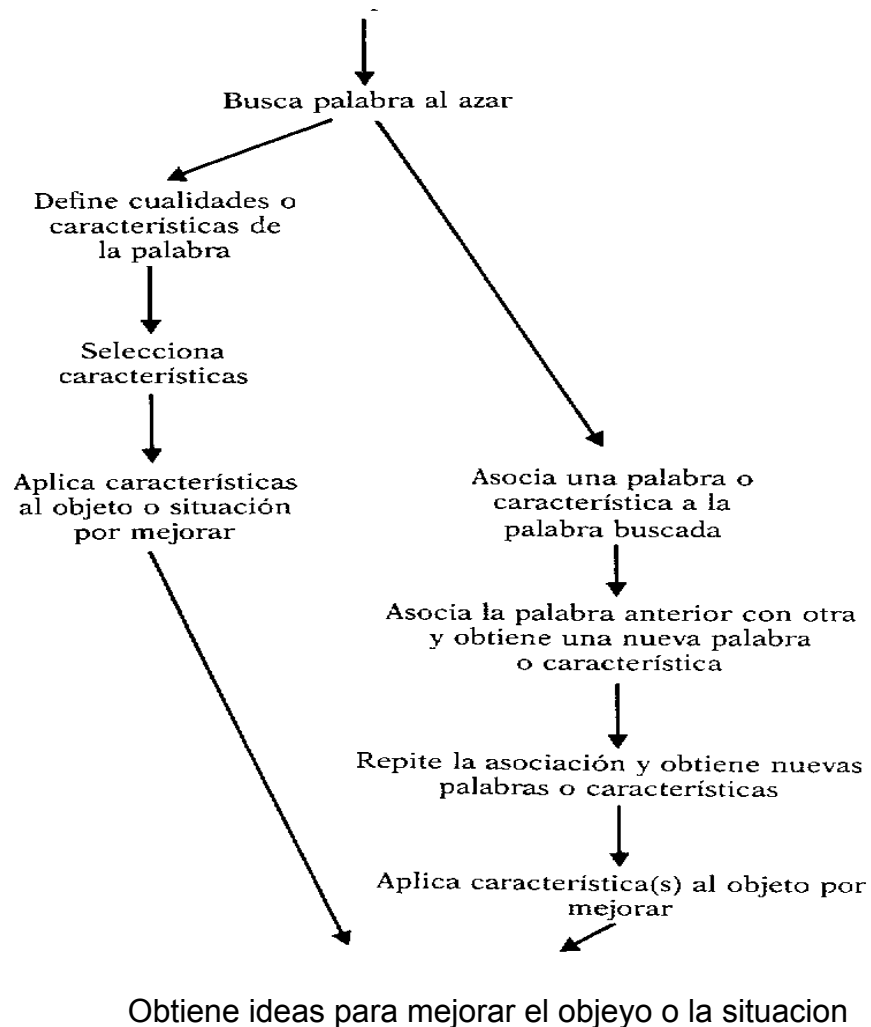 Busca palabra al azar
Define cualidades o
características de
la palabra
Selecciona
características
Aplica características
al objeto o situación
por mejorar
Asocia una palabra o
característica a la
palabra buscada
Asocia la palabra anterior con otra
y obtiene una nueva palabra
o característica
Repite la asociación y obtiene nuevas
palabras o características
Aplica característica(s) al objeto por
mejorar
Obtiene ideas para mejorar el objeyo o la situacion